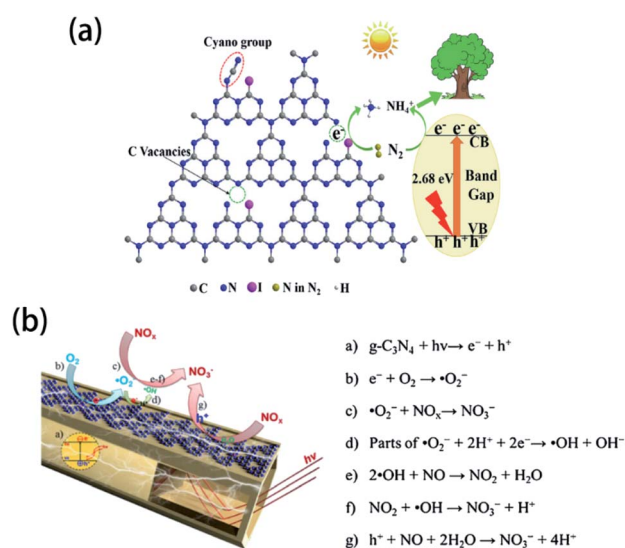 (a)
Cyano group
C Vacancies
e⁻
NH₄⁺
N₂
e⁻ e⁻ e⁻
CB
2.68 eV
Band
Gap
VB
h⁺ h⁺ h⁺
C N I N in N₂ H
(b)
NOₓ
b) O₂
c)
•O₂⁻
e-f)
•OH
d)
NO₃⁻
g)
h⁺
NOₓ
a)
hv
a) g-C₃N₄ + hν→ e⁻ + h⁺
b) e⁻ + O₂ → •O₂⁻
c) •O₂⁻ + NOₓ→ NO₃⁻
d) Parts of •O₂⁻ + 2H⁺ + 2e⁻→ •OH + OH⁻
e) 2•OH + NO → NO₂ + H₂O
f) NO₂ + •OH → NO₃⁻ + H⁺
g) h⁺ + NO + 2H₂O → NO₃⁻ + 4H⁺